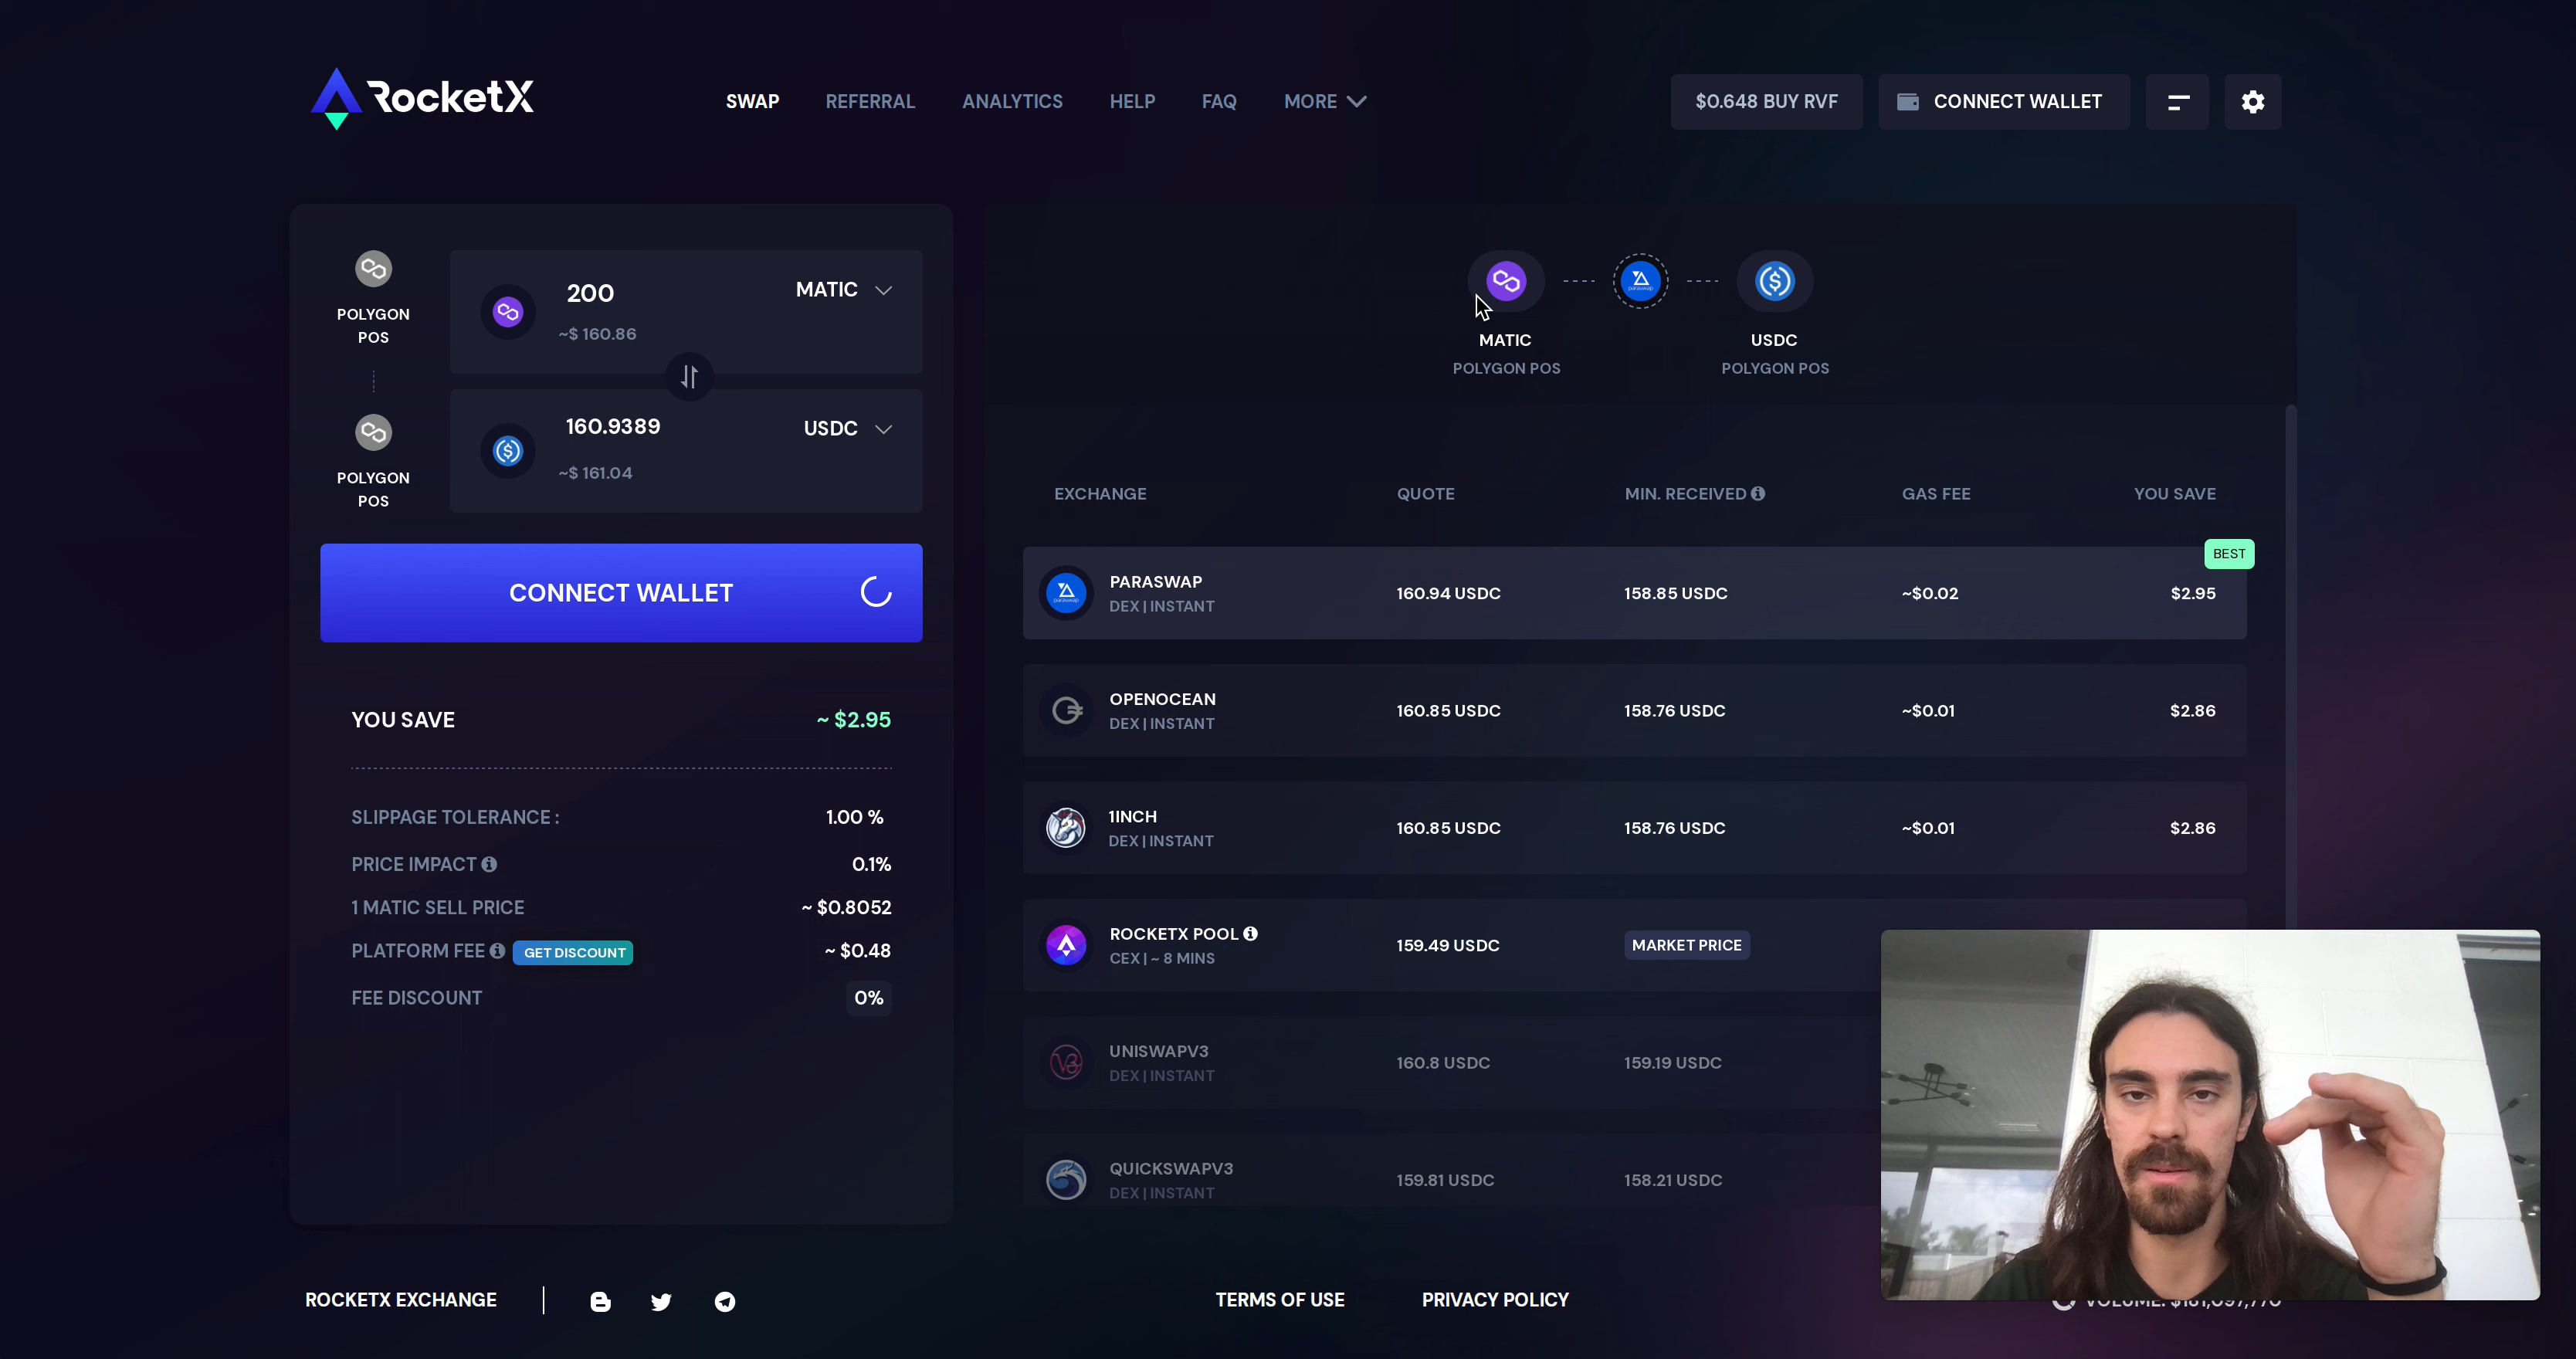 RocketX
SWAP
REFERRAL
ANALYTICS
HELP
FAQ
MORE
$0.648 BUY RVF
CONNECT WALLET
POLYGON
POS
200
~$ 160.86
MATIC
POLYGON
POS
160.9389
~$ 161.04
USDC
CONNECT WALLET
YOU SAVE
~ $2.95
SLIPPAGE TOLERANCE :
1.00 %
PRICE IMPACT
0.1%
1 MATIC SELL PRICE
~ $0.8052
PLATFORM FEE
GET DISCOUNT
~ $0.48
FEE DISCOUNT
0%
MATIC
POLYGON POS
USDC
POLYGON POS
EXCHANGE
QUOTE
MIN. RECEIVED
GAS FEE
YOU SAVE
BEST
PARASWAP
DEX | INSTANT
160.94 USDC
158.85 USDC
~$0.02
$2.95
OPENOCEAN
DEX | INSTANT
160.85 USDC
158.76 USDC
~$0.01
$2.86
1INCH
DEX | INSTANT
160.85 USDC
158.76 USDC
~$0.01
$2.86
ROCKETX POOL
CEX | ~ 8 MINS
159.49 USDC
MARKET PRICE
UNISWAPV3
DEX | INSTANT
160.8 USDC
159.19 USDC
QUICKSWAPV3
DEX | INSTANT
159.81 USDC
158.21 USDC
ROCKETX EXCHANGE
TERMS OF USE
PRIVACY POLICY